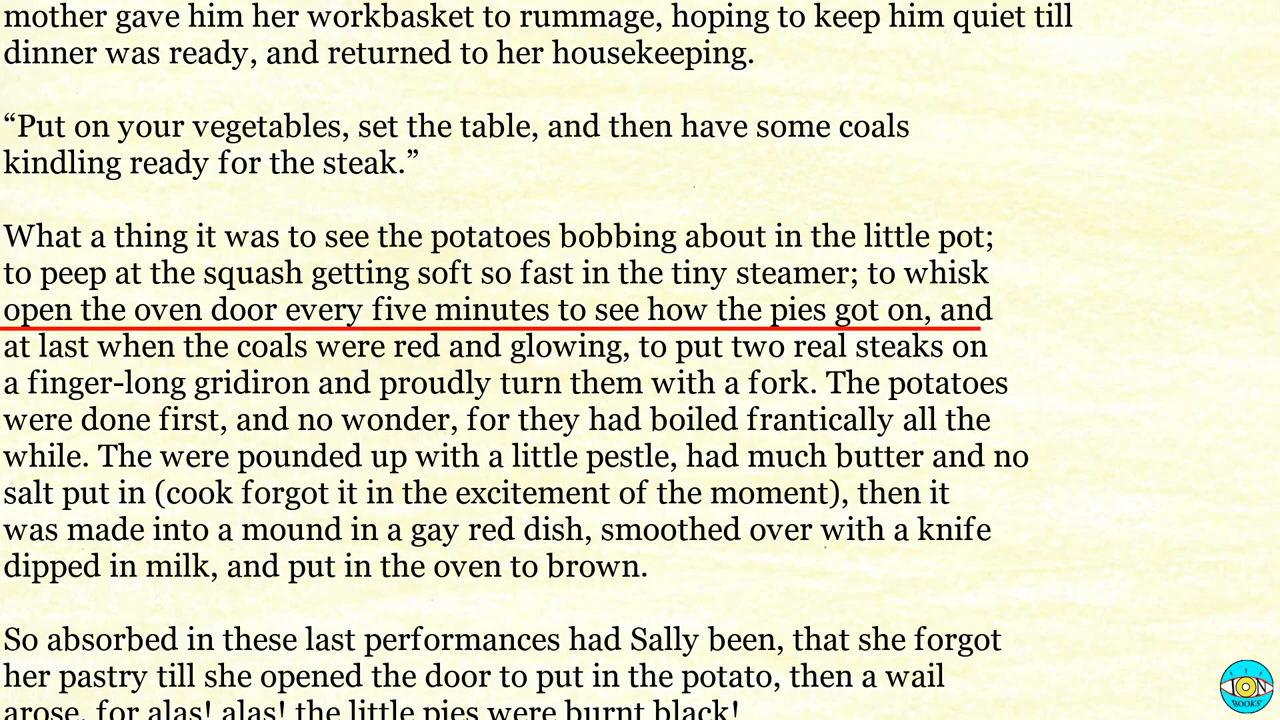 mother gave him her workbasket to rummage, hoping to keep him quiet till
dinner was ready, and returned to her housekeeping.
“Put on your vegetables, set the table, and then have some coals
kindling ready for the steak.”
What a thing it was to see the potatoes bobbing about in the little pot;
to peep at the squash getting soft so fast in the tiny steamer; to whisk
open the oven door every five minutes to see how the pies got on, and
at last when the coals were red and glowing, to put two real steaks on
a finger-long gridiron and proudly turn them with a fork. The potatoes
were done first, and no wonder, for they had boiled frantically all the
while. The were pounded up with a little pestle, had much butter and no
salt put in (cook forgot it in the excitement of the moment), then it
was made into a mound in a gay red dish, smoothed over with a knife
dipped in milk, and put in the oven to brown.
So absorbed in these last performances had Sally been, that she forgot
her pastry till she opened the door to put in the potato, then a wail
arose, for alas! alas! the little pies were burnt black!
ION
BOOKS